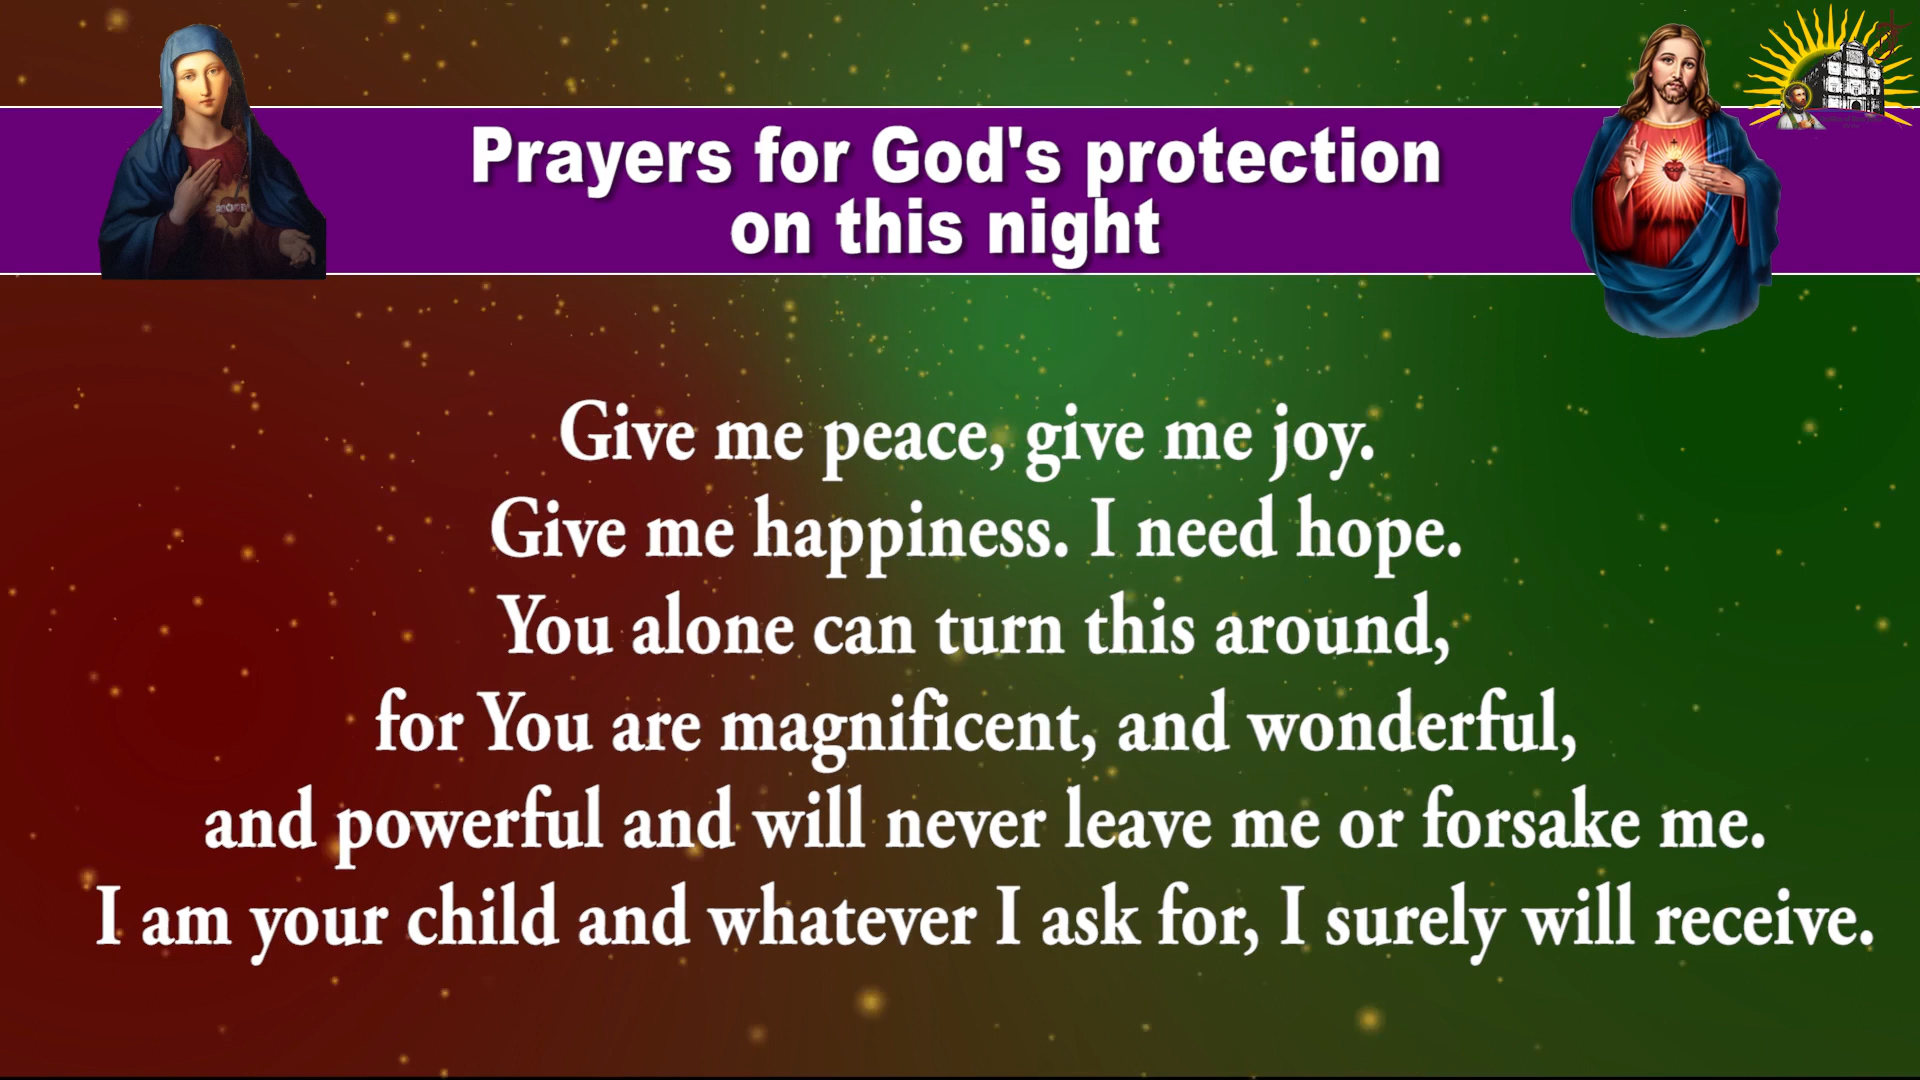 Prayers for God's protection
on this night
Give me peace, give me joy.
Give me happiness. I need hope.
You alone can turn this around,
for You are magnificent, and wonderful,
and powerful and will never leave me or forsake me.
I am your child and whatever I ask for, I surely will receive.